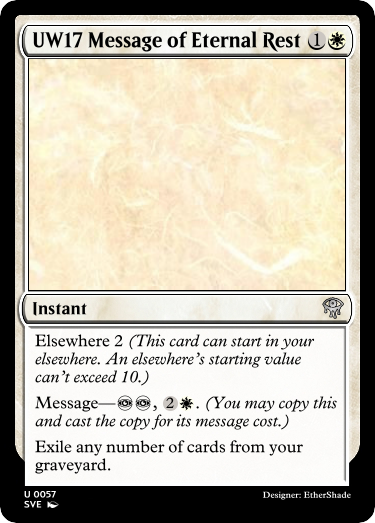 UW17 Message of Eternal Rest 1
Instant
Elsewhere 2 (This card can start in your
elsewhere. An elsewhere's starting value
can't exceed 10.)
Message—, 2. (You may copy this
and cast the copy for its message cost.)
Exile any number of cards from your
graveyard.
U 0057
SVE
Designer: EtherShade